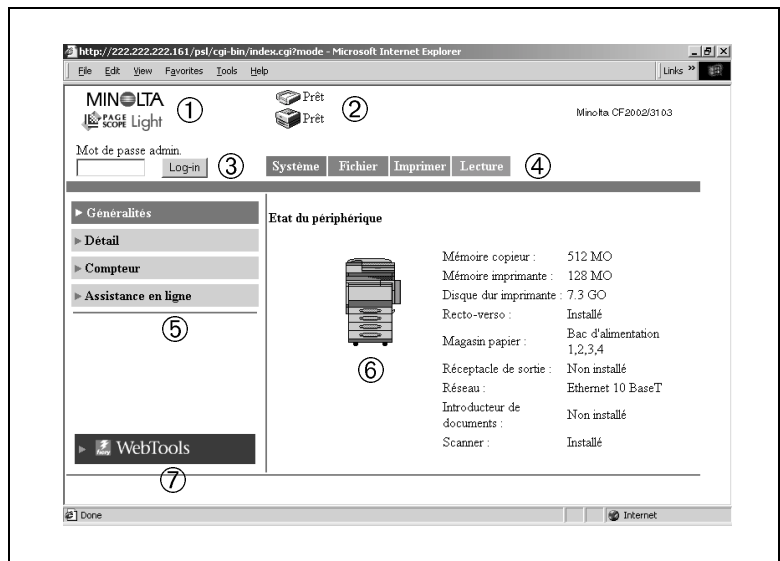 http://222.222.222.161/psl/cgi-bin/index.cgi?mode - Microsoft Internet Explorer
File Edit View Favorites Tools Help
Links »
MINOLTA
PAGE SCOPE Light
①
Prêt
Prêt
②
Minolta CF2002/3103
Mot de passe admin.
Log-in
③
Système Fichier Imprimer Lecture
④
Généralités
Détail
Compteur
Assistance en ligne
⑤
Etat du périphérique
⑥
Mémoire copieur : 512 MO
Mémoire imprimante : 128 MO
Disque dur imprimante : 7.3 GO
Recto-verso : Installé
Magasin papier : Bac d'alimentation
1,2,3,4
Réceptacle de sortie : Non installé
Réseau : Ethernet 10 BaseT
Introducteur de
documents : Non installé
Scanner : Installé
WebTools
⑦
Done
Internet